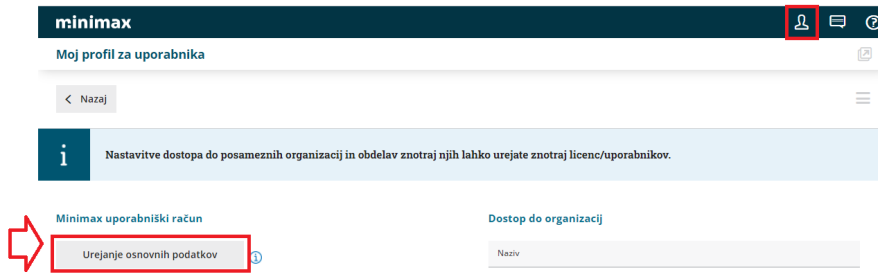 minimax
Moj profil za uporabnika
Nazaj
Nastavitve dostopa do posameznih organizacij in obdelav znotraj njih lahko urejate znotraj licenc/uporabnikov.
Minimax uporabniški račun
Dostop do organizacij
Urejanje osnovnih podatkov
Naziv